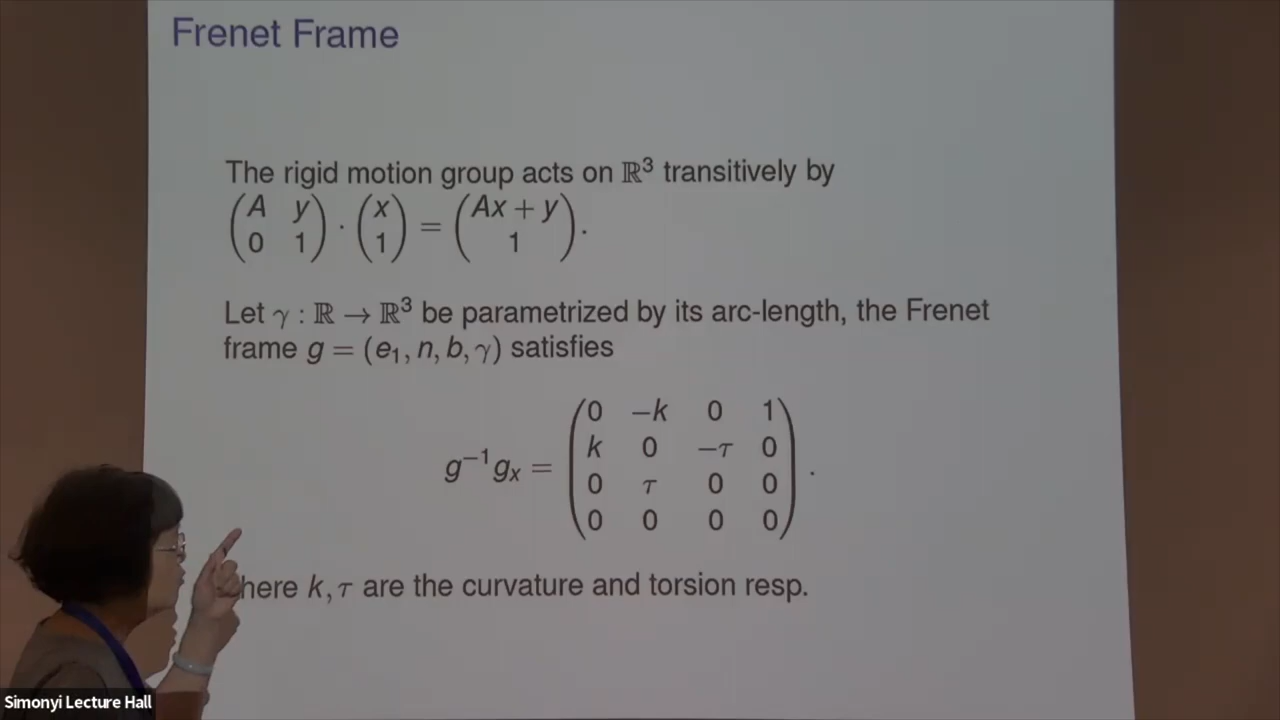 Frenet Frame
The rigid motion group acts on ℝ³ transitively by
(A y; 0 1) · (x; 1) = (Ax + y; 1).
Let γ : ℝ → ℝ³ be parametrized by its arc-length, the Frenet
frame g = (e₁, n, b, γ) satisfies
g⁻¹gₓ = (0 −k 0 1; k 0 −τ 0; 0 τ 0 0; 0 0 0 0).
here k, τ are the curvature and torsion resp.
Simonyi Lecture Hall